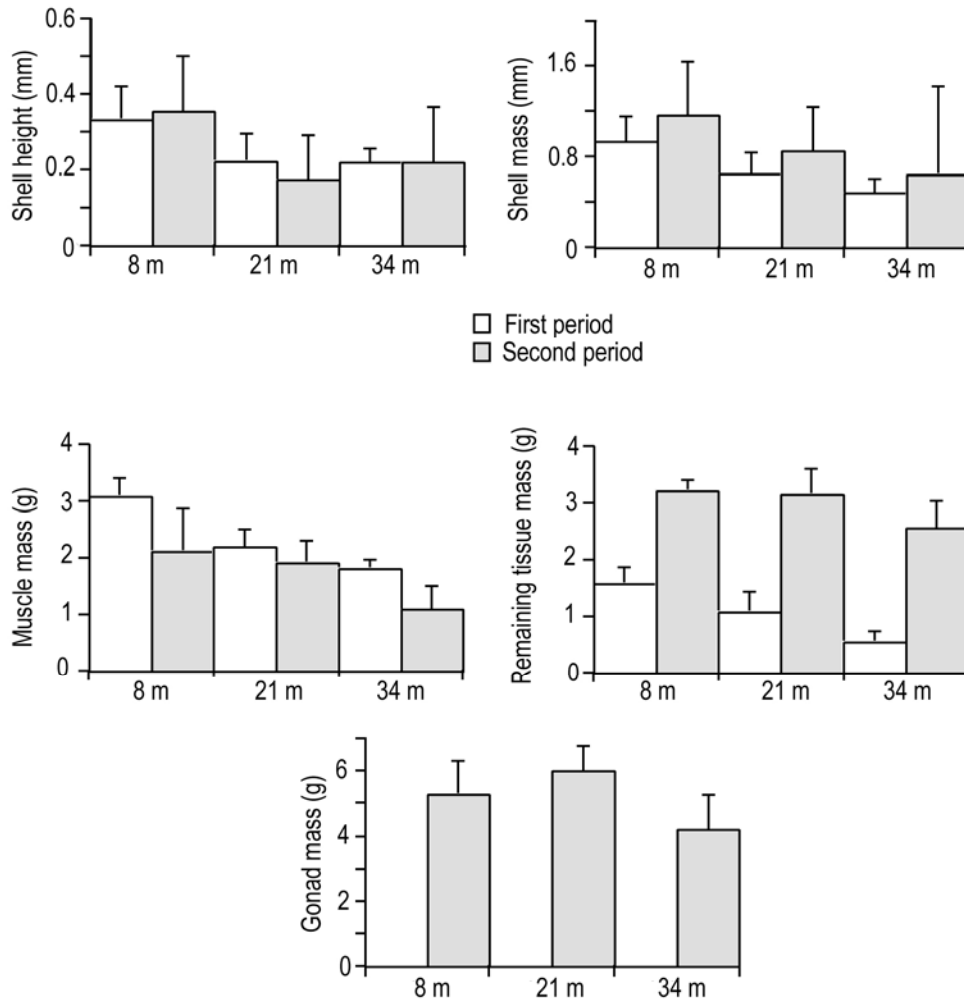 Shell height (mm)
0.6
0.4
0.2
0
8 m 21 m 34 m
Shell mass (mm)
1.6
0.8
0
8 m 21 m 34 m
First period
Second period
Muscle mass (g)
4
3
2
1
0
8 m 21 m 34 m
Remaining tissue mass (g)
4
3
2
1
0
8 m 21 m 34 m
Gonad mass (g)
6
4
2
0
8 m 21 m 34 m